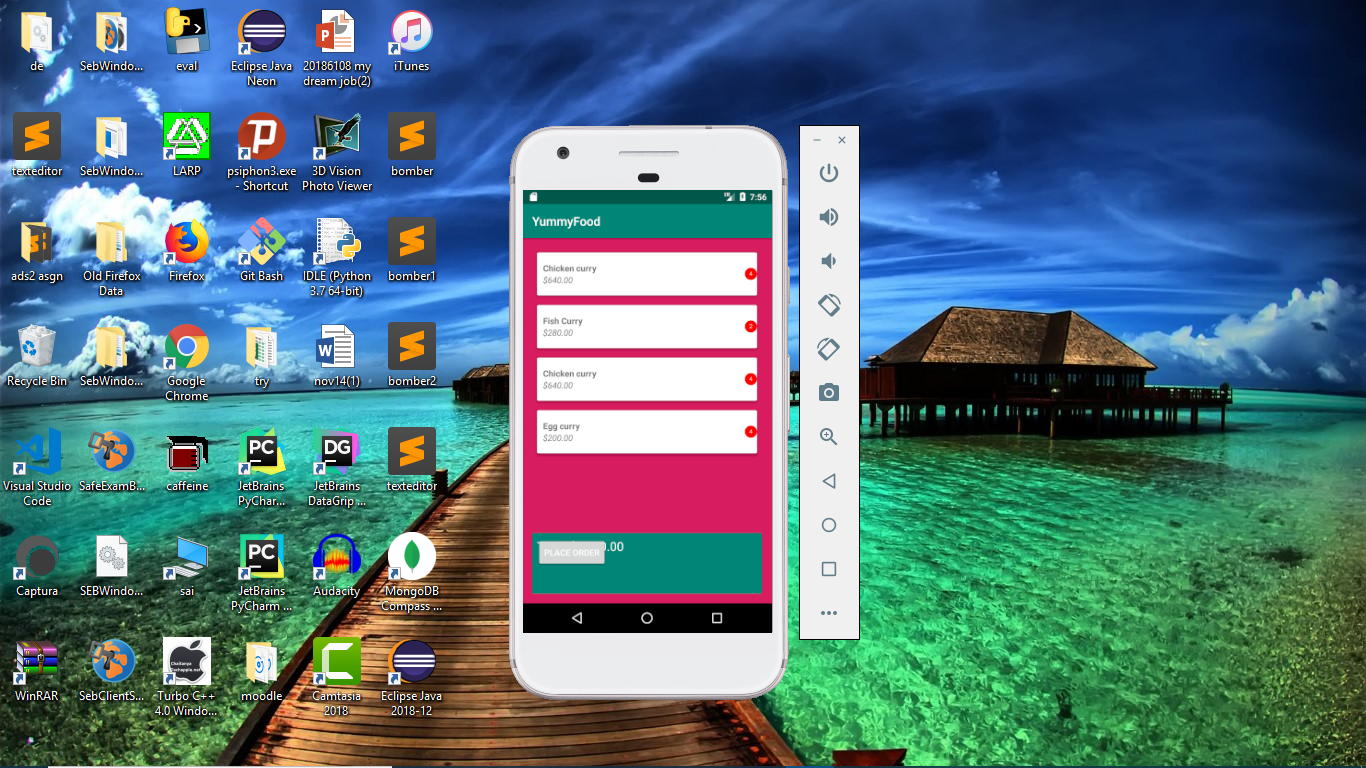 de
SebWindo...
eval
Eclipse Java
Neon
20186108 my
dream job(2)
iTunes
texteditor
SebWindo...
LARP
psiphon3.exe
- Shortcut
3D Vision
Photo Viewer
bomber
ads2 asgn
Old Firefox
Data
Firefox
Git Bash
IDLE (Python
3.7 64-bit)
bomber1
Recycle Bin
SebWindo...
Google
Chrome
try
nov14(1)
bomber2
Visual Studio
Code
SafeExamB...
caffeine
JetBrains
PyChar...
JetBrains
DataGrip ...
texteditor
Captura
SEBWindo...
sai
JetBrains
PyCharm ...
Audacity
MongoDB
Compass ...
WinRAR
SebClientS...
Turbo C++
4.0 Windo...
moodle
Camtasia
2018
Eclipse Java
2018-12
7:56
YummyFood
Chicken curry
$640.00
4
Fish Curry
$280.00
2
Chicken curry
$640.00
4
Egg curry
$200.00
4
PLACE ORDER
0.00